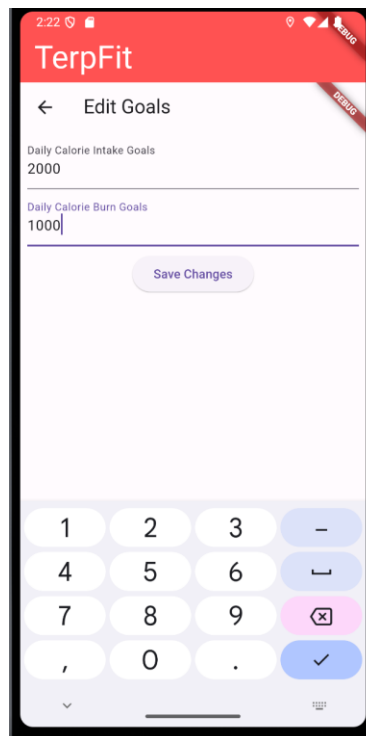 2:22
DEBUG
TerpFit
Edit Goals
DEBUG
Daily Calorie Intake Goals
2000
Daily Calorie Burn Goals
1000
Save Changes
1 2 3 –
4 5 6
7 8 9
, 0 .